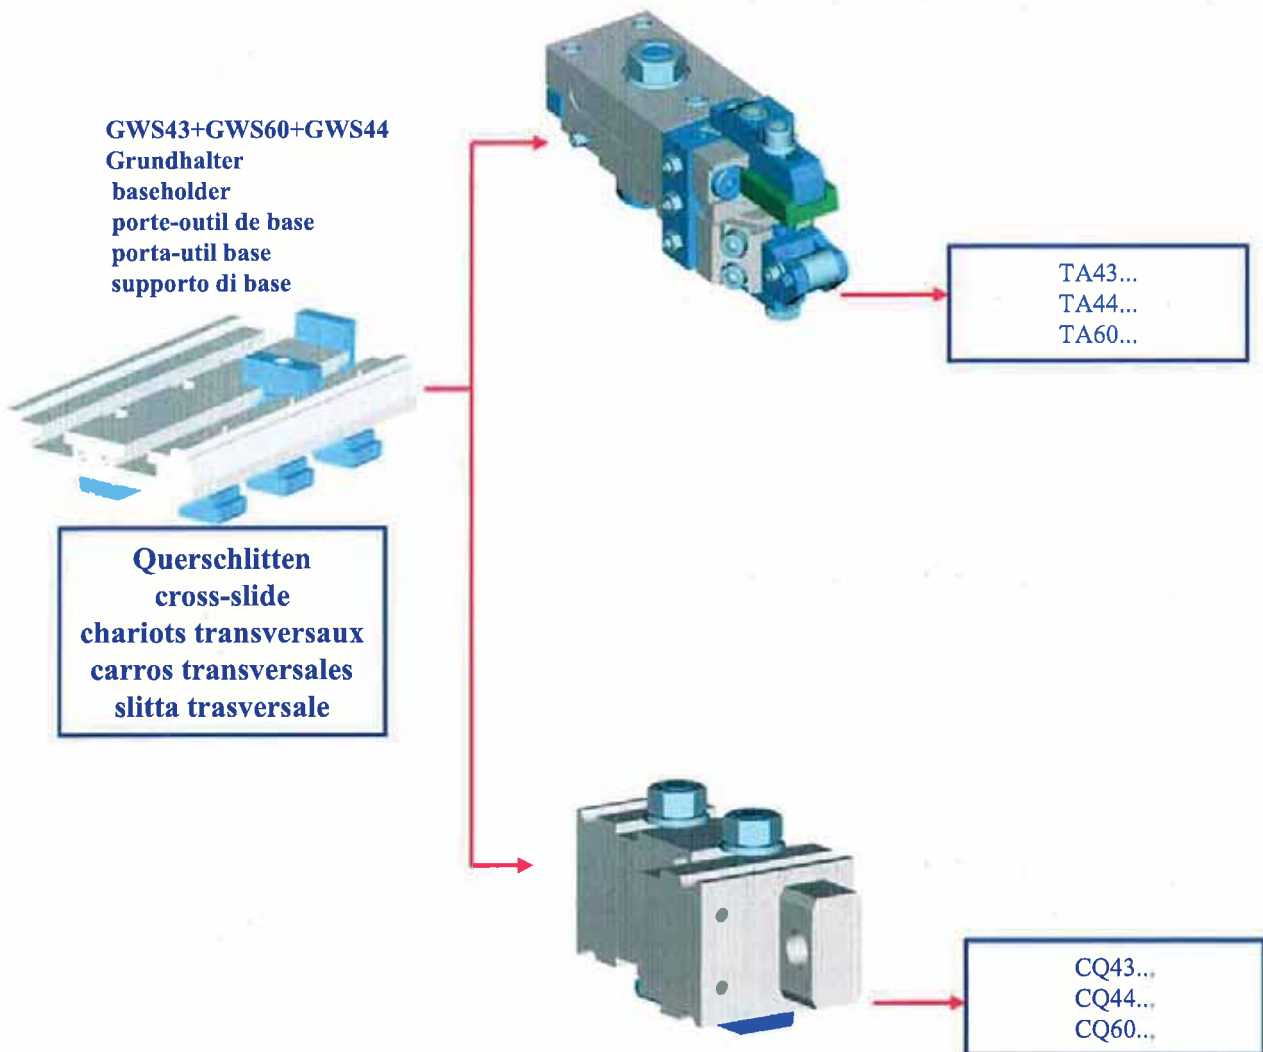 GWS43+GWS60+GWS44
Grundhalter
baseholder
porte-outil de base
porta-util base
supporto di base
Querschlitten
cross-slide
chariots transversaux
carros transversales
slitta trasversale
TA43...
TA44...
TA60...
CQ43...
CQ44...
CQ60...